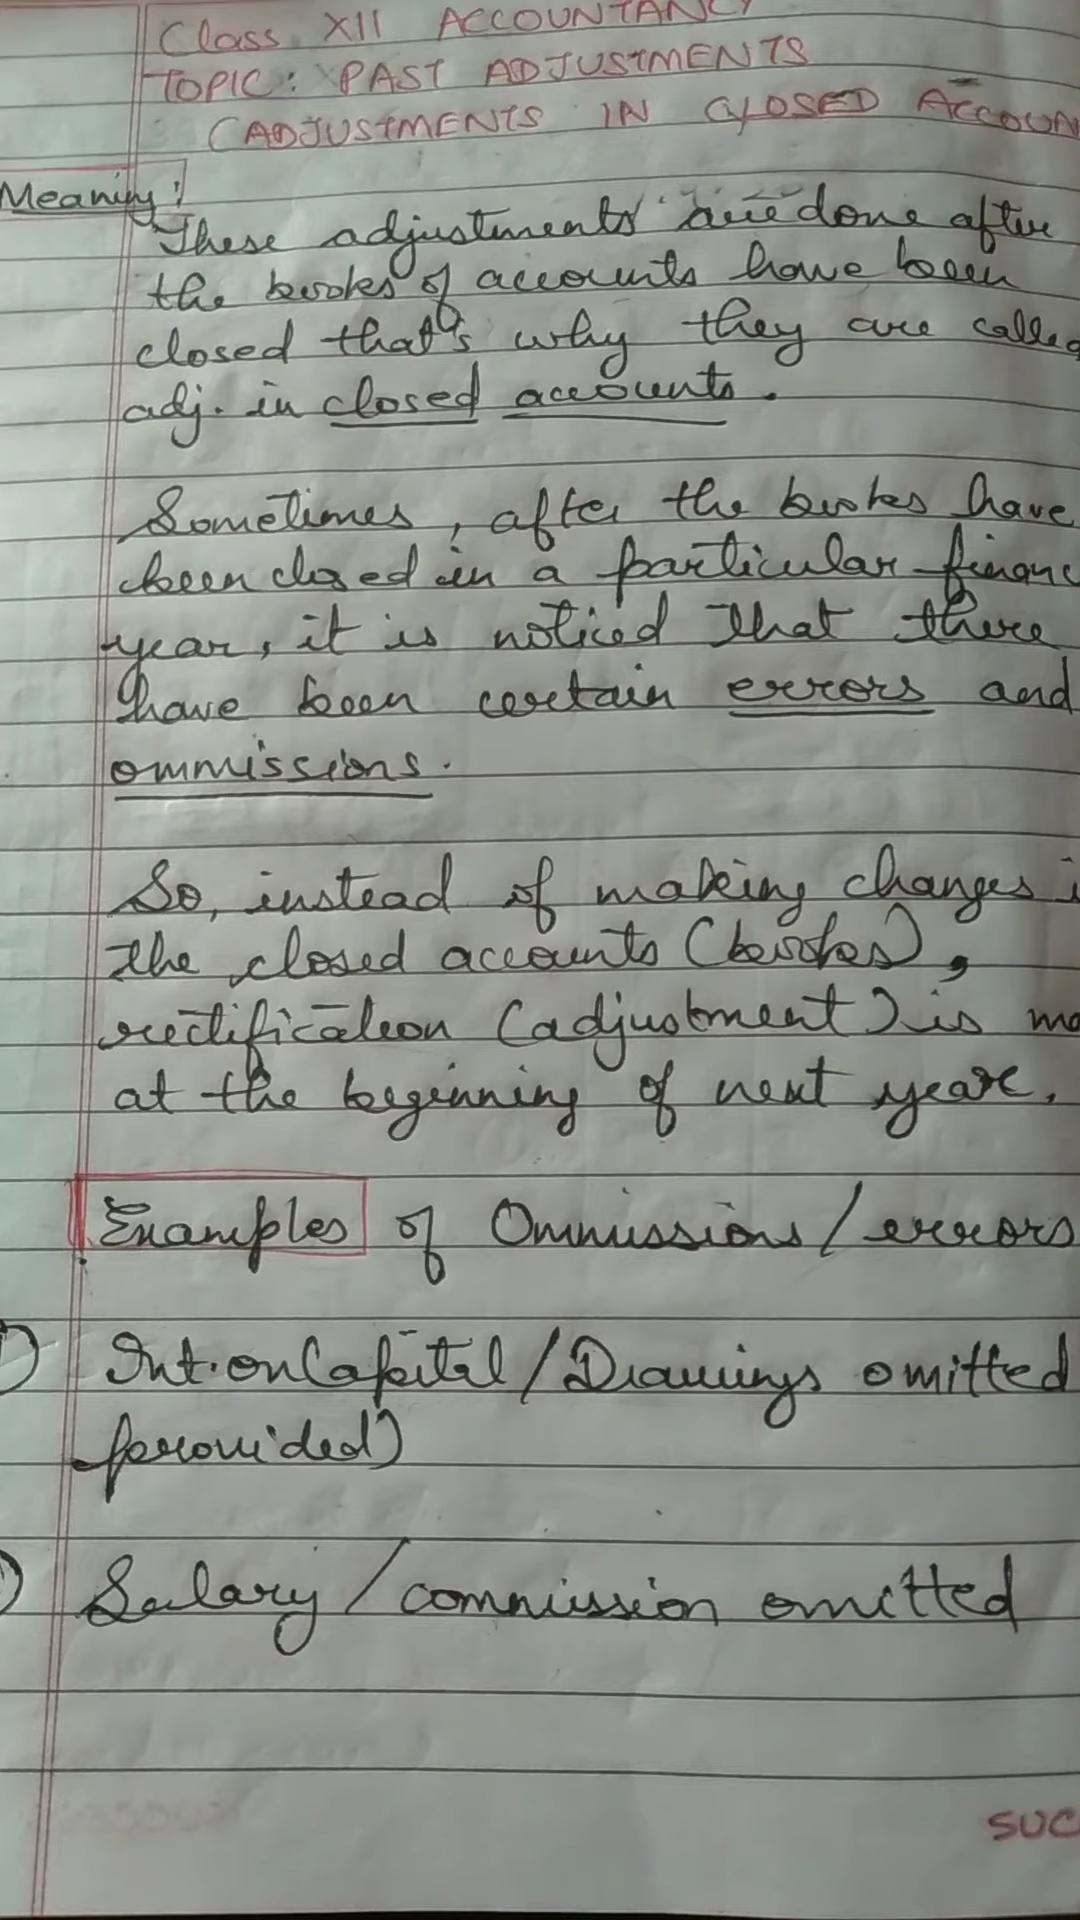 Class XII ACCOUNTANCY
TOPIC: PAST ADJUSTMENTS
(ADJUSTMENTS IN CLOSED ACCOUN
Meaning:
These adjustments are done after
the books of accounts have been
closed that's why they are called
adj. in closed accounts.
Sometimes, after the books have
been closed in a particular financ
year, it is noticed that there
have been certain errors and
ommissions.
So, instead of making changes i
the closed accounts (books),
rectification (adjustment) is ma
at the beginning of next year.
Examples of Ommissions/errors
Int. on Capital/Drawings omitted
provided)
Salary/commission omitted
SUC